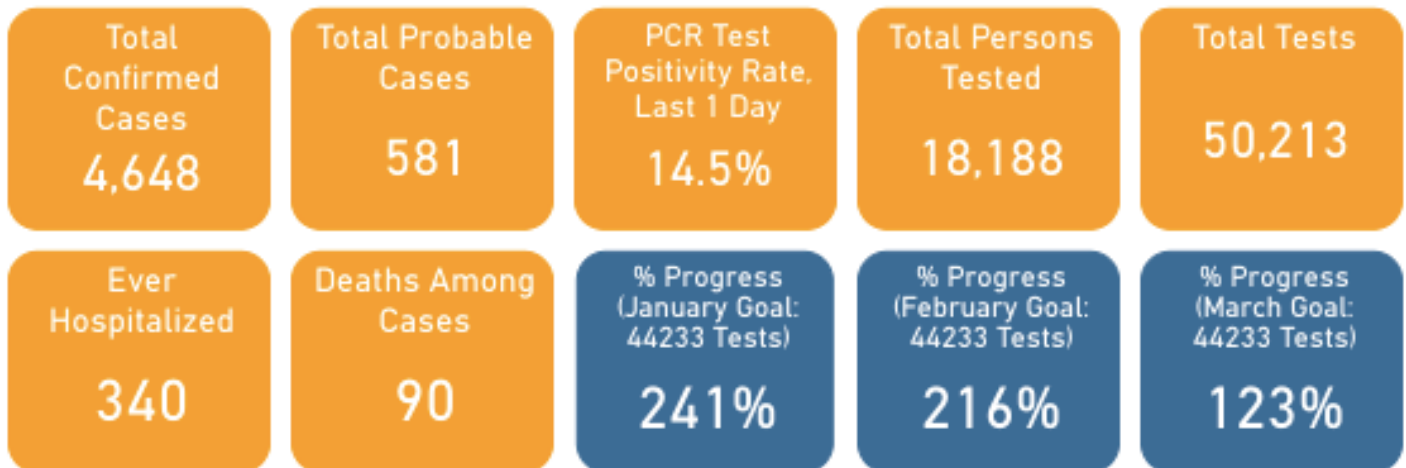 Total
Confirmed
Cases
4,648
Total Probable
Cases
581
PCR Test
Positivity Rate,
Last 1 Day
14.5%
Total Persons
Tested
18,188
Total Tests
50,213
Ever
Hospitalized
340
Deaths Among
Cases
90
% Progress
(January Goal:
44233 Tests)
241%
% Progress
(February Goal:
44233 Tests)
216%
% Progress
(March Goal:
44233 Tests)
123%